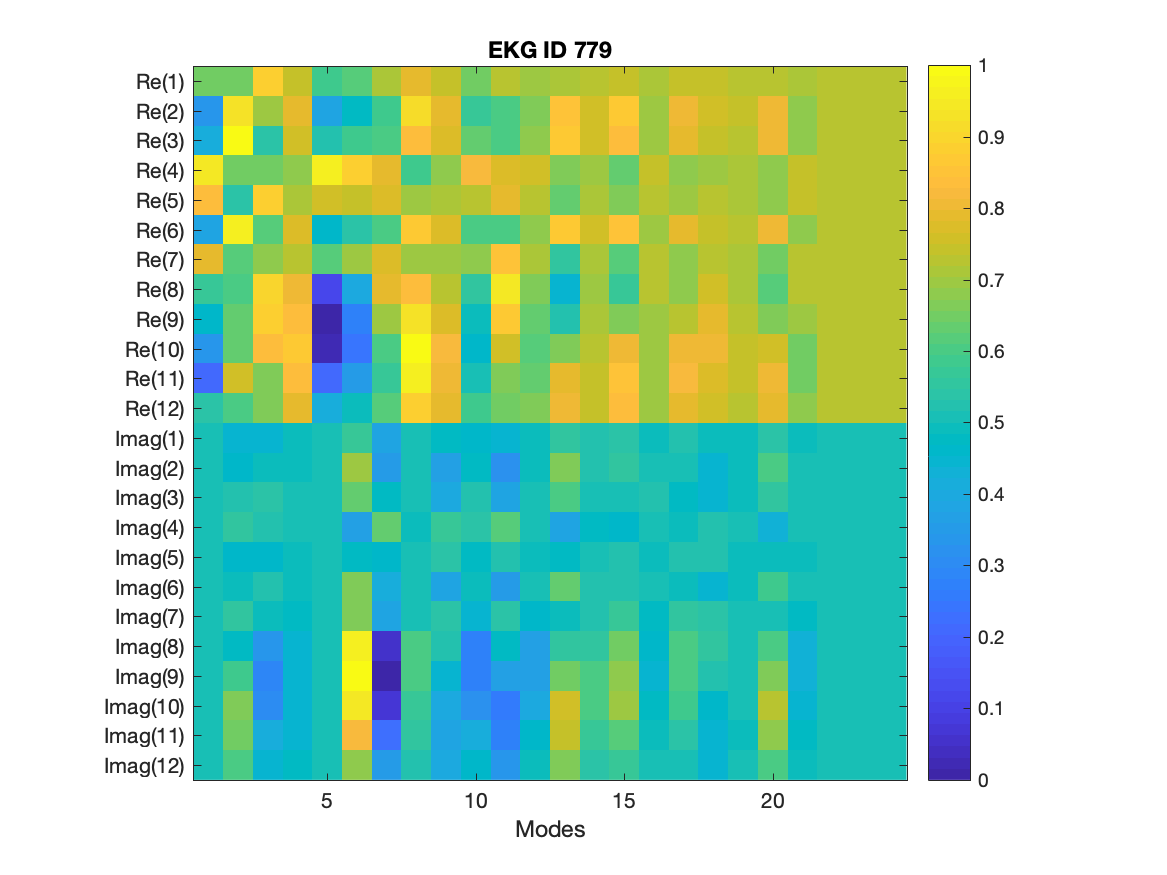 EKG ID 779
Re(1)
Re(2)
Re(3)
Re(4)
Re(5)
Re(6)
Re(7)
Re(8)
Re(9)
Re(10)
Re(11)
Re(12)
Imag(1)
Imag(2)
Imag(3)
Imag(4)
Imag(5)
Imag(6)
Imag(7)
Imag(8)
Imag(9)
Imag(10)
Imag(11)
Imag(12)
5 10 15 20
Modes
1
0.9
0.8
0.7
0.6
0.5
0.4
0.3
0.2
0.1
0